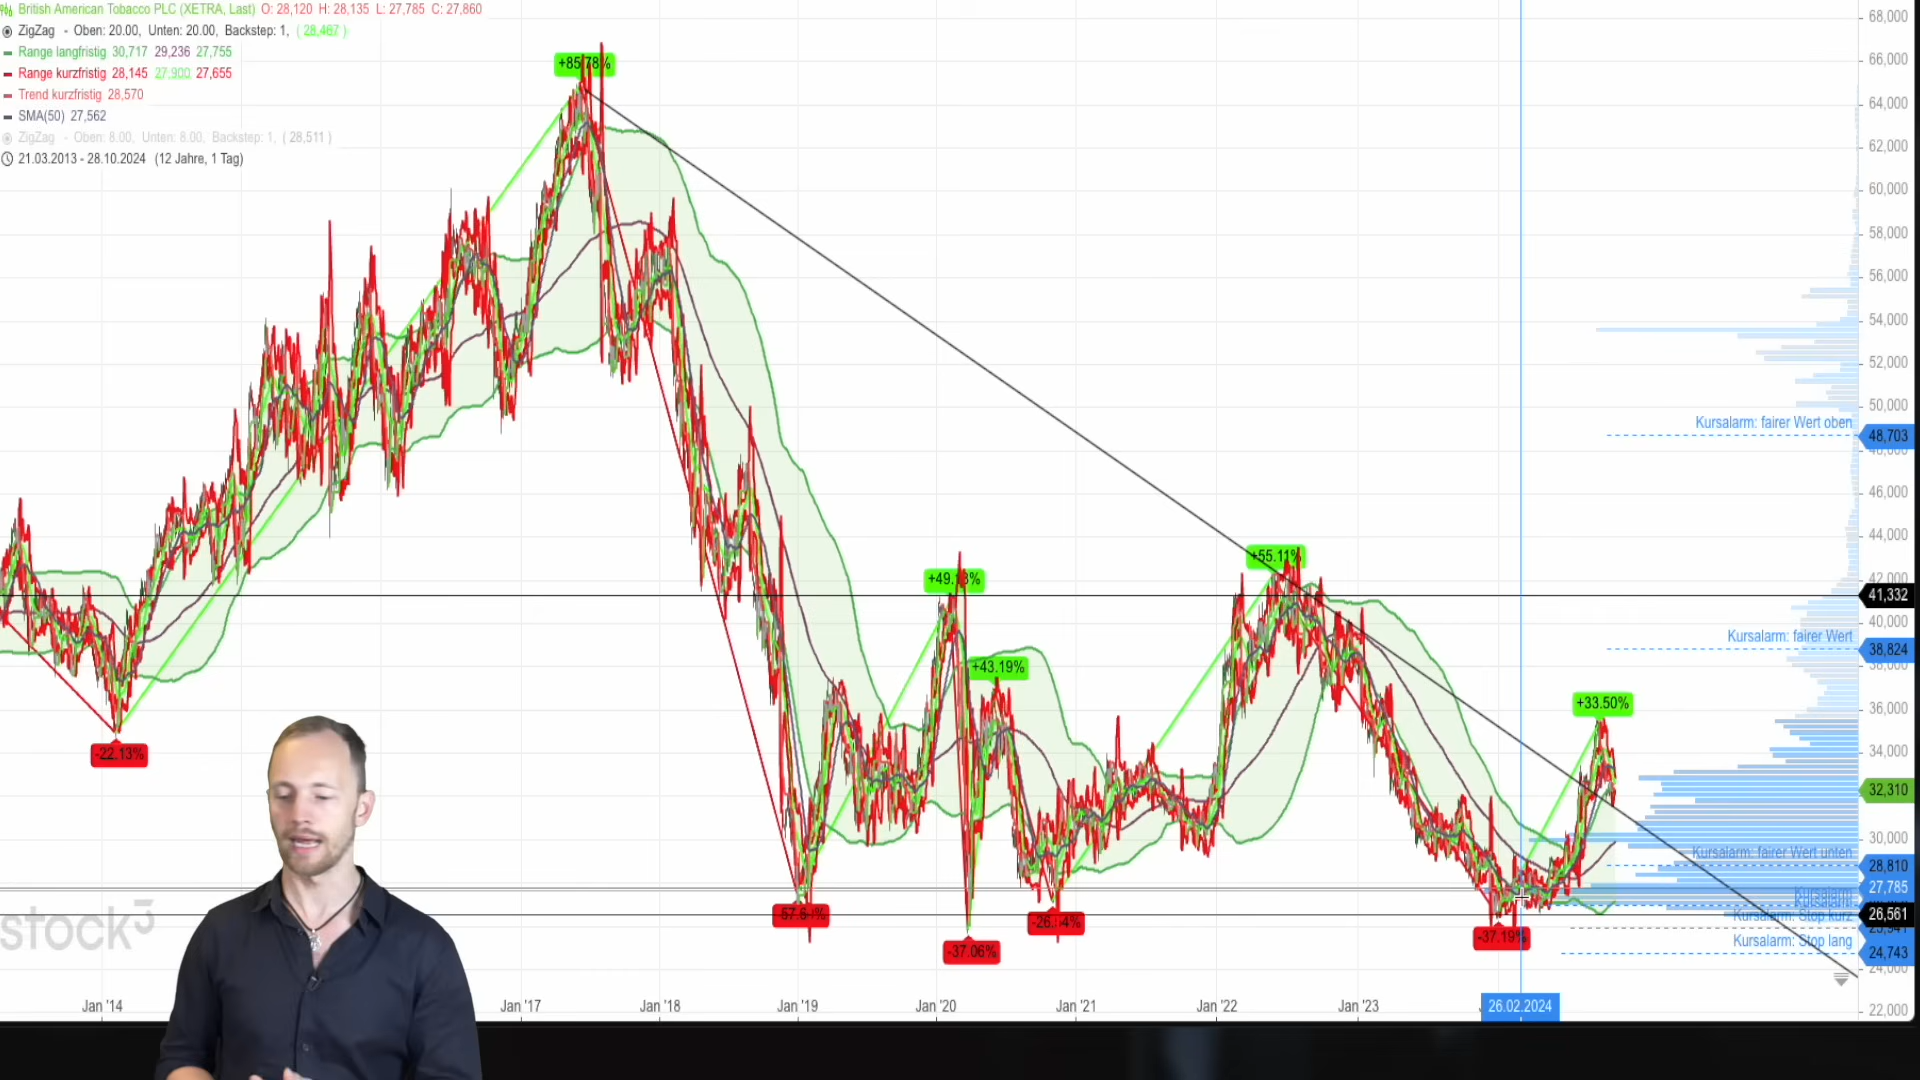 British American Tobacco PLC (XETRA, Last) O: 28,120 H: 28,135 L: 27,785 C: 27,860
ZigZag - Oben: 20.00, Unten: 20.00, Backstep: 1, ( 28,467 )
Range langfristig 30,717 29,236 27,755
Range kurzfristig 28,145 27,900 27,655
Trend kurzfristig 28,570
SMA(50) 27,562
ZigZag - Oben: 8.00, Unten: 8.00, Backstep: 1, ( 28,511 )
21.03.2013 - 28.10.2024 (12 Jahre, 1 Tag)
+85.78%
+49.13%
+43.19%
+55.11%
+33.50%
-22.13%
-37.06%
-37.19%
68,000
66,000
64,000
62,000
60,000
58,000
56,000
54,000
52,000
50,000
Kursalarm: fairer Wert oben
48,703
48,000
46,000
44,000
42,000
41,332
40,000
Kursalarm: fairer Wert
38,824
38,000
36,000
34,000
32,310
30,000
Kursalarm: fairer Wert unten
28,810
27,785
Kursalarm
26,561
Kursalarm: Stop kurz
Kursalarm: Stop lang
24,743
24,000
22,000
stock3
Jan '14
Jan '17
Jan '18
Jan '19
Jan '20
Jan '21
Jan '22
Jan '23
26.02.2024